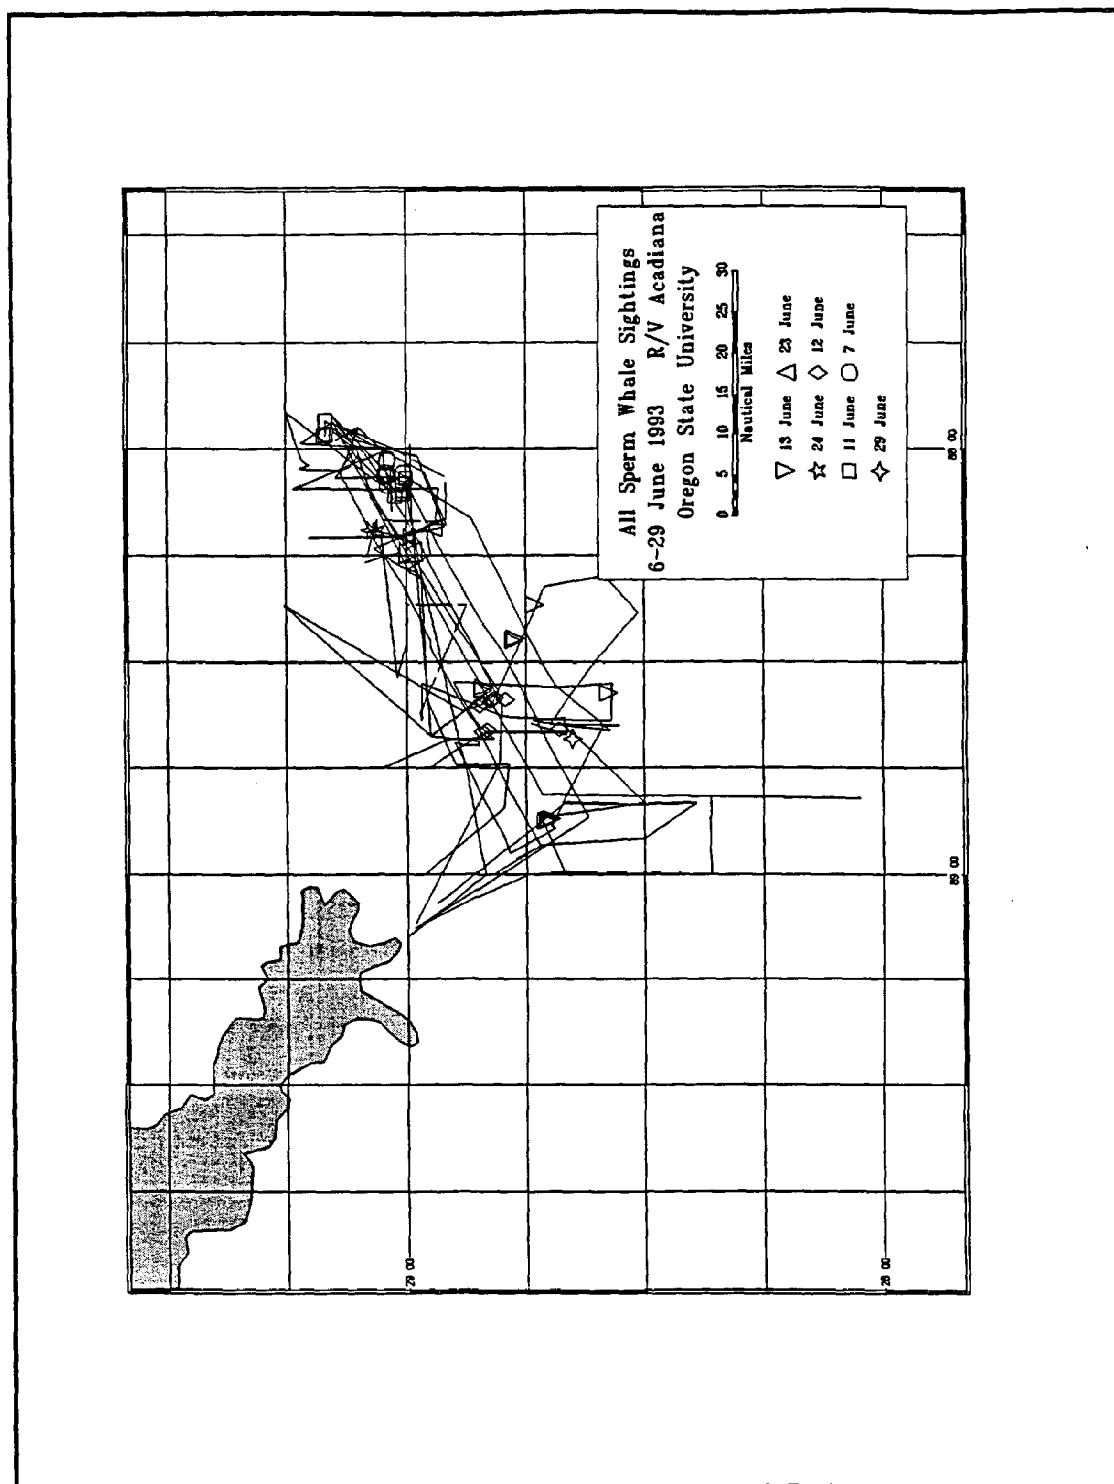 All Sperm Whale Sightings
6-29 June 1993 R/V Acadiana
Oregon State University
0 5 10 15 20 25 30
Nautical Miles
13 June 23 June
24 June 12 June
11 June 7 June
29 June
29 00
28 00
89 00
88 00